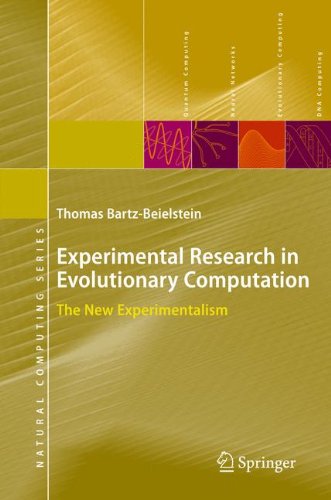 Quantum Computing
Neural Networks
Evolutionary Computing
DNA Computing
Thomas Bartz-Beielstein
Experimental Research in
Evolutionary Computation
The New Experimentalism
NATURAL COMPUTING SERIES
Springer